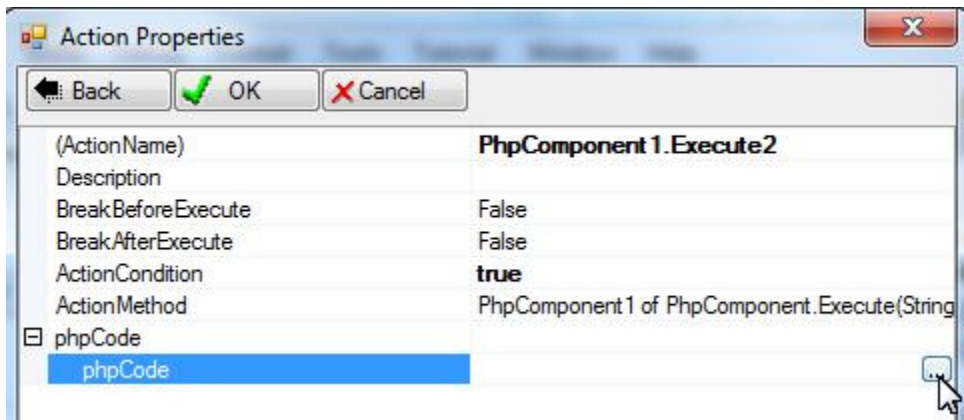 Action Properties
Back OK Cancel
(ActionName) PhpComponent1.Execute2
Description
BreakBeforeExecute False
BreakAfterExecute False
ActionCondition true
ActionMethod PhpComponent1 of PhpComponent.Execute(String
phpCode
phpCode ...